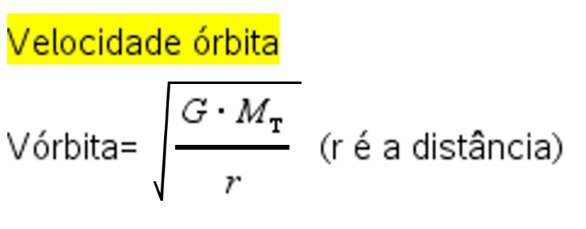 Velocidade órbita
Vórbita= √(G · M_T / r) (r é a distância)